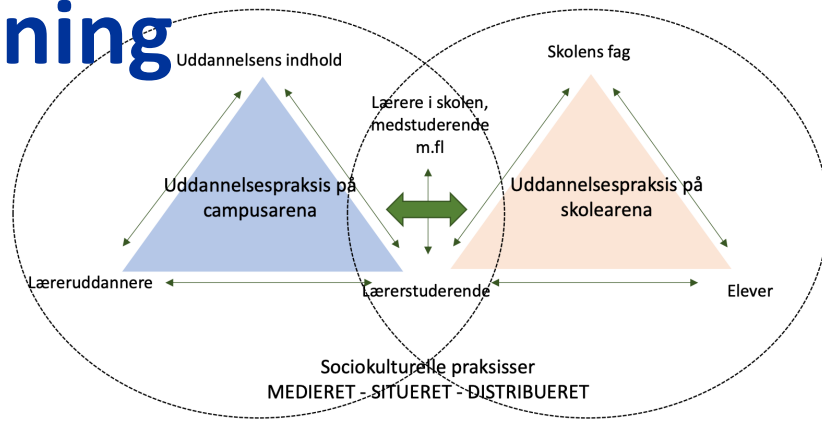 ning
Uddannelsens indhold
Skolens fag
Lærere i skolen,
medstuderende
m.fl
Uddannelsespraksis på
campusarena
Uddannelsespraksis på
skolearena
Læreruddannere
Lærerstuderende
Elever
Sociokulturelle praksisser
MEDIERET - SITUERET - DISTRIBUERET